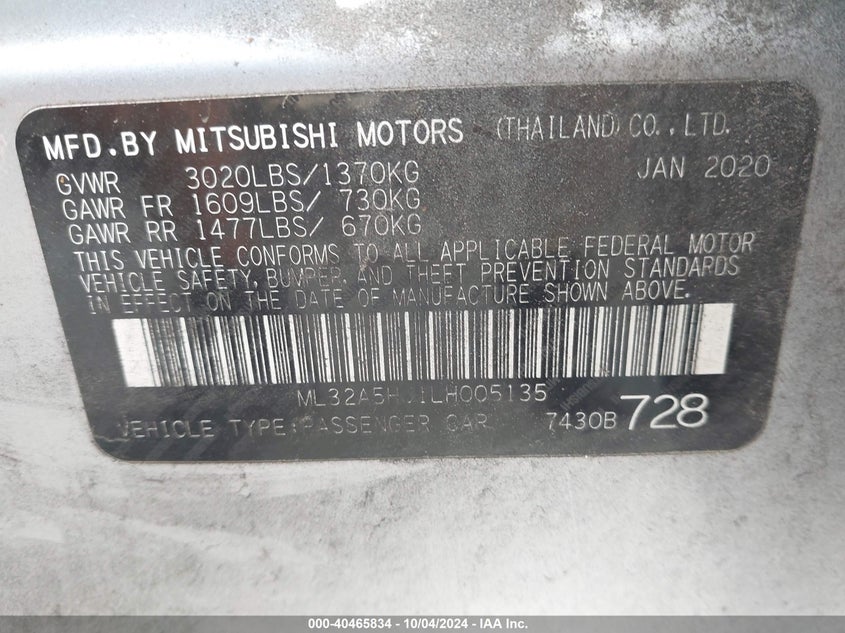 MFD.BY MITSUBISHI MOTORS (THAILAND) CO.,LTD.
GVWR 3020LBS/1370KG JAN 2020
GAWR FR 1609LBS/ 730KG
GAWR RR 1477LBS/ 670KG
THIS VEHICLE CONFORMS TO ALL APPLICABLE FEDERAL MOTOR
VEHICLE SAFETY, BUMPER, AND THEFT PREVENTION STANDARDS
IN EFFECT ON THE DATE OF MANUFACTURE SHOWN ABOVE.
ML32A5HJ1LH005135
VEHICLE TYPE:PASSENGER CAR 7430B 728
000-40465834 - 10/04/2024 - IAA Inc.